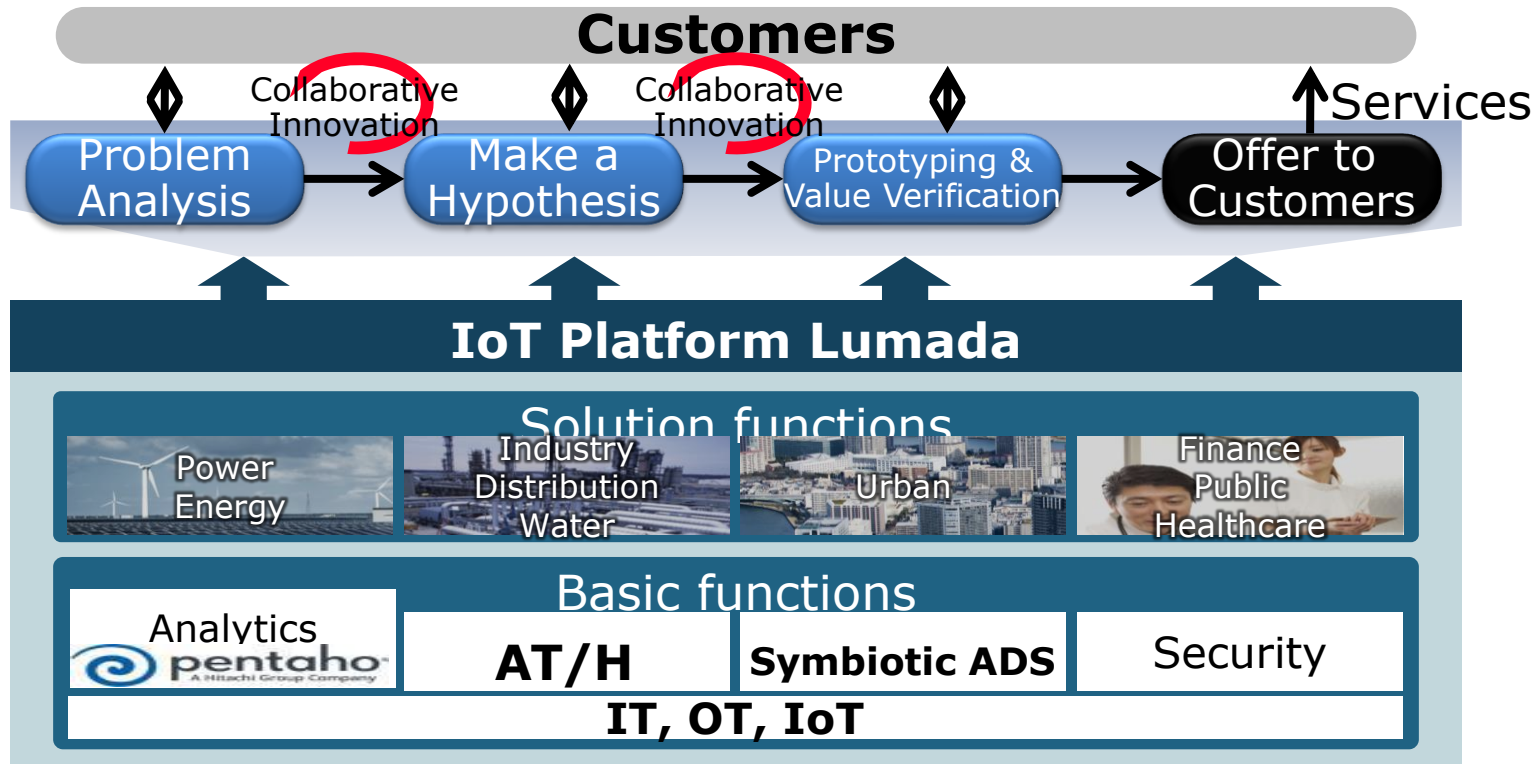 Customers
Collaborative
Innovation
Collaborative
Innovation
Services
Problem
Analysis
Make a
Hypothesis
Prototyping &
Value Verification
Offer to
Customers
IoT Platform Lumada
Solution functions
Power
Energy
Industry
Distribution
Water
Urban
Finance
Public
Healthcare
Basic functions
Analytics
pentaho
A Hitachi Group Company
AT/H
Symbiotic ADS
Security
IT, OT, IoT